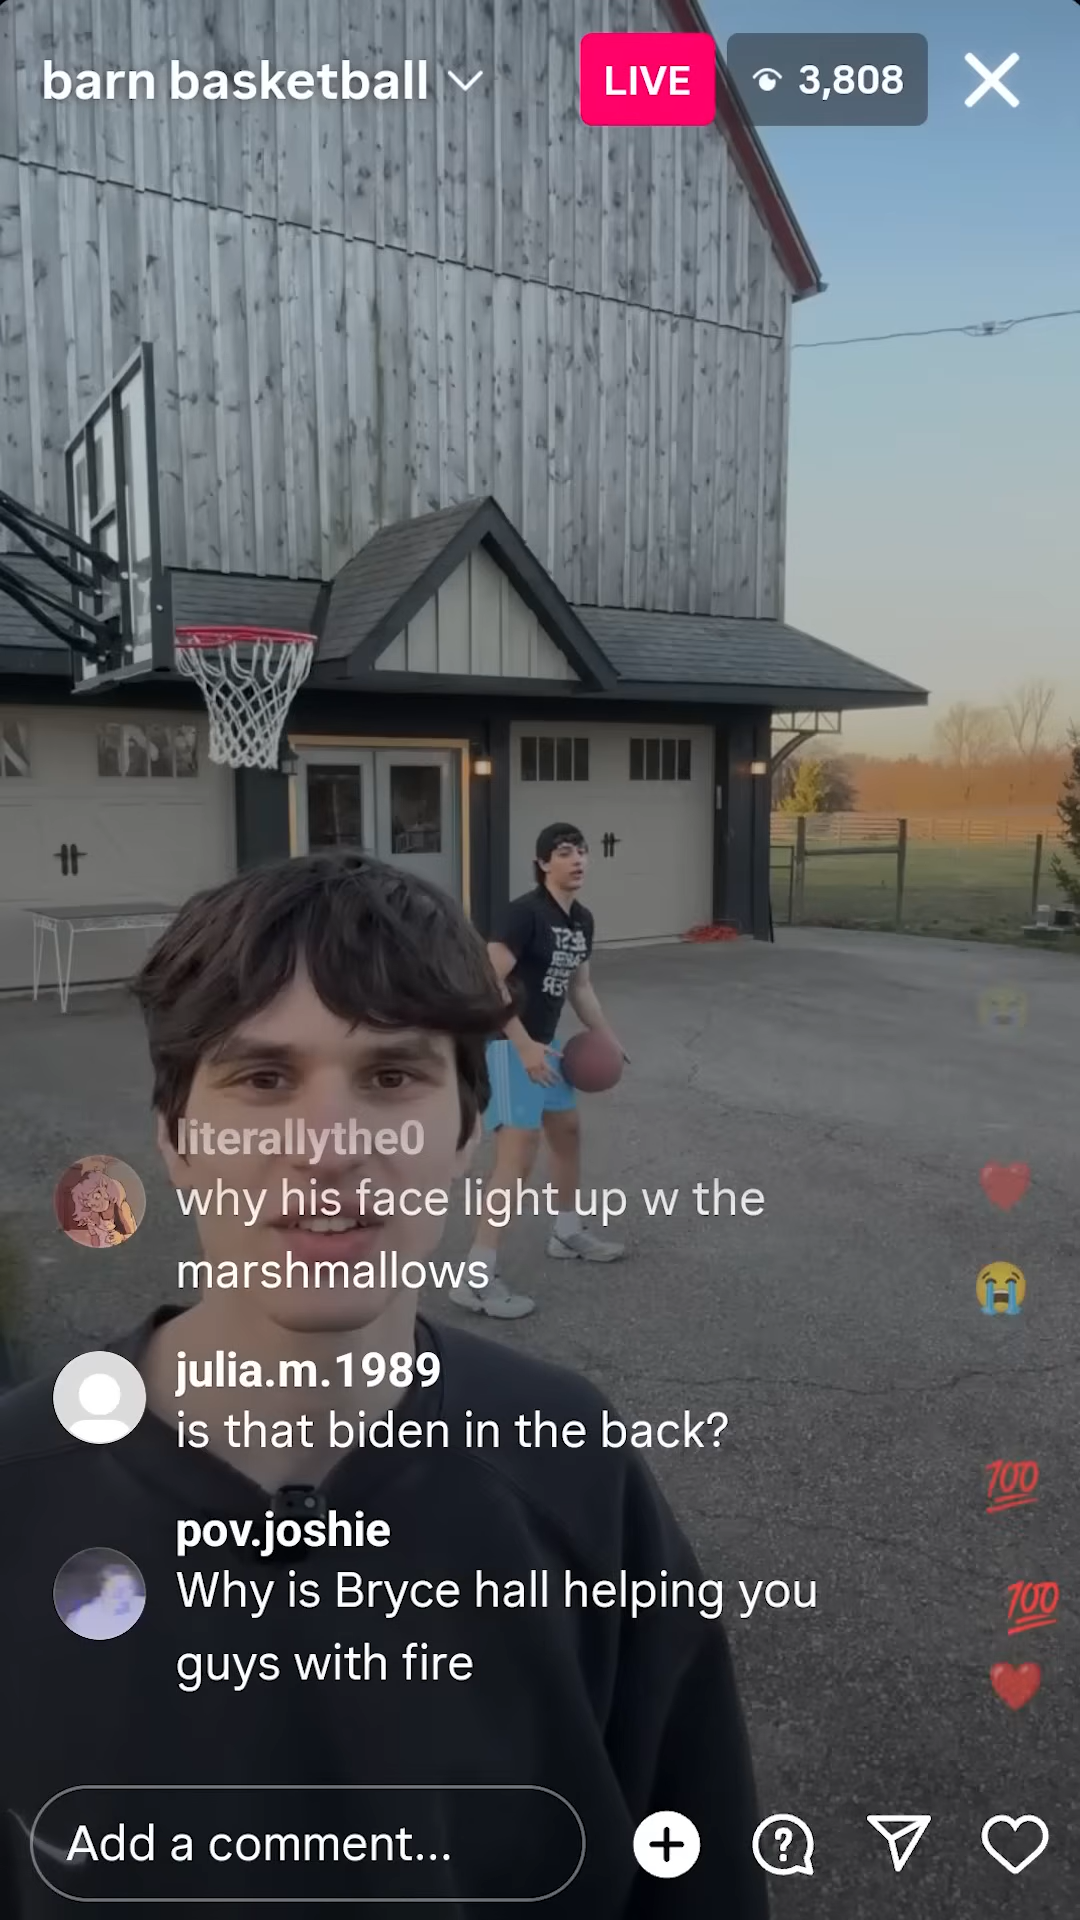 barn basketball
LIVE
3,808
literallythe0
why his face light up w the
marshmallows
julia.m.1989
is that biden in the back?
pov.joshie
Why is Bryce hall helping you
guys with fire
Add a comment...